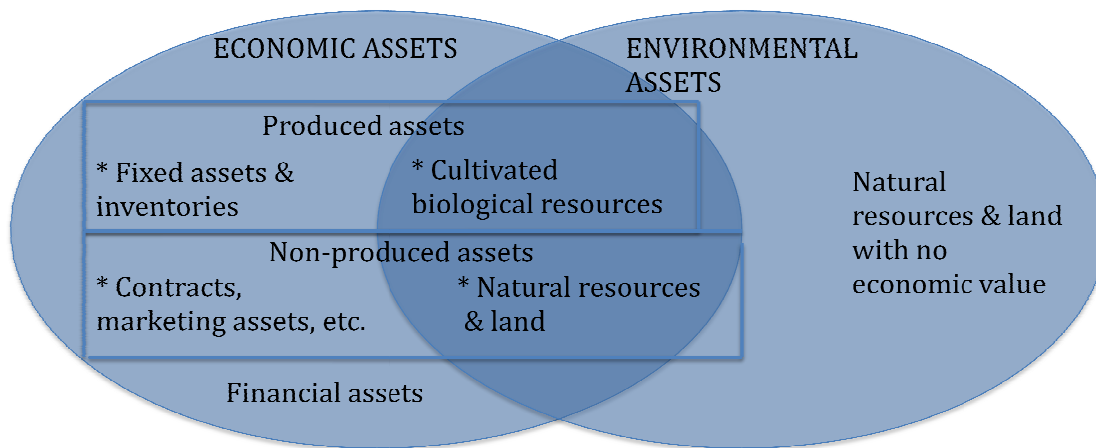 ECONOMIC ASSETS
ENVIRONMENTAL
ASSETS
Produced assets
* Fixed assets &
inventories
* Cultivated
biological resources
Non-produced assets
* Contracts,
marketing assets, etc.
* Natural resources
& land
Financial assets
Natural
resources & land
with no
economic value